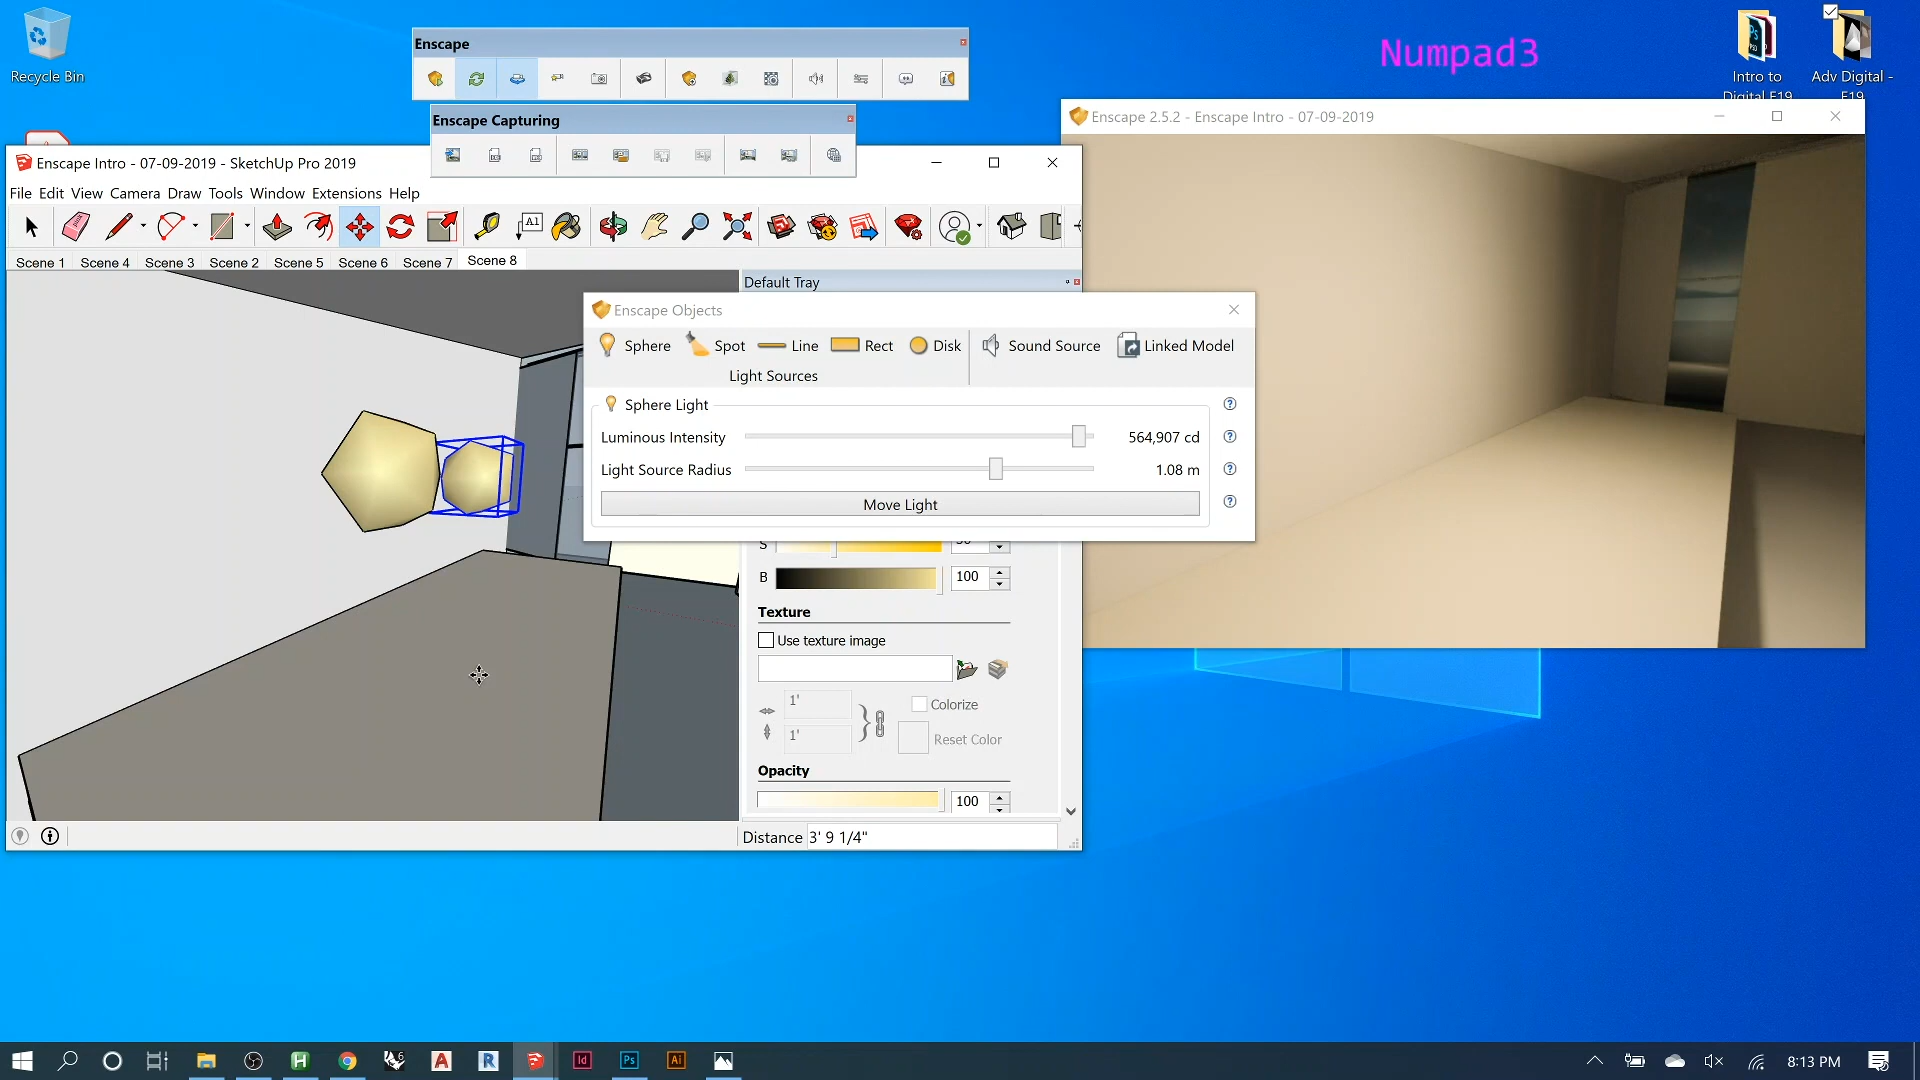 Recycle Bin
Enscape
Numpad3
Intro to
Digital F19
Adv Digital -
F19
Enscape Capturing
Enscape 2.5.2 - Enscape Intro - 07-09-2019
Enscape Intro - 07-09-2019 - SketchUp Pro 2019
File Edit View Camera Draw Tools Window Extensions Help
A1
Scene 1 Scene 4 Scene 3 Scene 2 Scene 5 Scene 6 Scene 7 Scene 8
Default Tray
Enscape Objects
Sphere Spot Line Rect Disk Sound Source Linked Model
Light Sources
Sphere Light
Luminous Intensity 564,907 cd
Light Source Radius 1.08 m
Move Light
S
B 100
Texture
Use texture image
1'
Colorize
1'
Reset Color
Opacity
100
Distance 3' 9 1/4"
8:13 PM